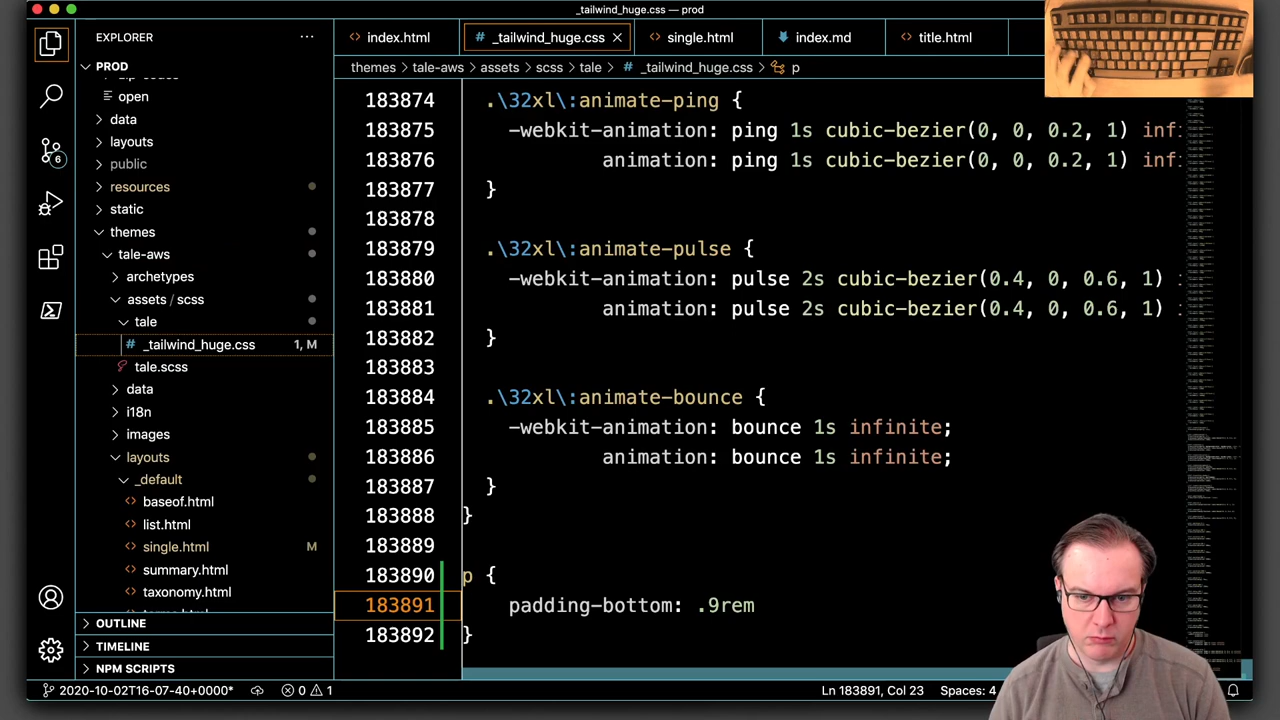 _tailwind_huge.css — prod
EXPLORER
PROD
open
data
layouts
public
resources
static
themes
tale-aws
archetypes
assets / scss
tale
_tailwind_huge.css 1, M
tale.scss
data
i18n
images
layouts
_default
baseof.html
list.html
single.html M
summary.html
OUTLINE
TIMELINE
NPM SCRIPTS
6
index.html
_tailwind_huge.css
single.html
index.md
title.html
themes > tale-aws > assets > scss > tale > _tailwind_huge.css > p
183874 .\32xl\:animate-ping {
183875 -webkit-animation: ping 1s cubic-bezier(0, 0, 0.2, 1) inf
183876 animation: ping 1s cubic-bezier(0, 0, 0.2, 1) inf
183877 }
183878
183879 32xl\:animate-pulse {
183880 -webkit-animation: pulse 2s cubic-bezier(0.4, 0, 0.6, 1)
183881 animation: pulse 2s cubic-bezier(0.4, 0, 0.6, 1)
183882 }
183883
183884 .\32xl\:animate-bounce {
183885 -webkit-animation: bounce 1s infinite;
183886 animation: bounce 1s infinite;
183887 }
183888 }
183889
183890 p {
183891 padding-bottom: .9rem
183892 }
2020-10-02T16-07-40+0000* 0 1
Ln 183891, Col 23 Spaces: 4